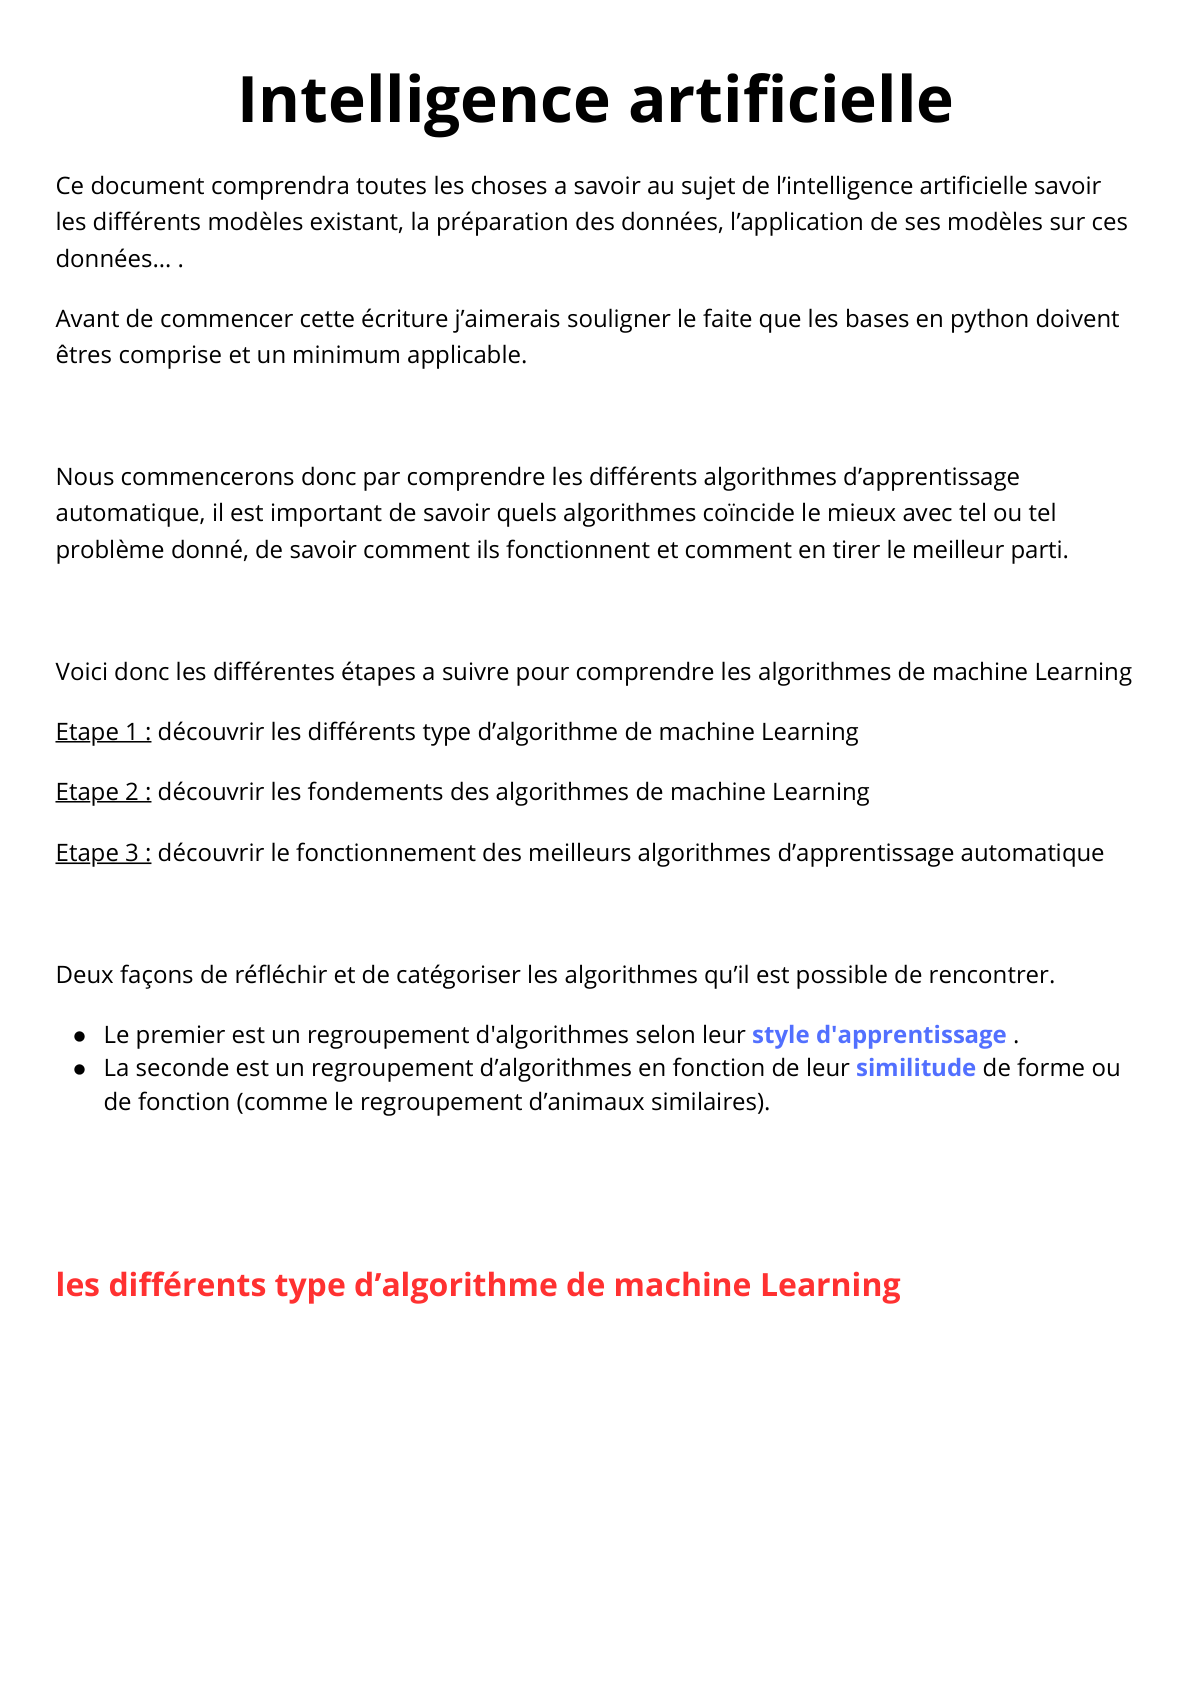 Intelligence artificielle
Ce document comprendra toutes les choses a savoir au sujet de l’intelligence artificielle savoir
les différents modèles existant, la préparation des données, l’application de ses modèles sur ces
données… .
Avant de commencer cette écriture j’aimerais souligner le faite que les bases en python doivent
êtres comprise et un minimum applicable.
Nous commencerons donc par comprendre les différents algorithmes d’apprentissage
automatique, il est important de savoir quels algorithmes coïncide le mieux avec tel ou tel
problème donné, de savoir comment ils fonctionnent et comment en tirer le meilleur parti.
Voici donc les différentes étapes a suivre pour comprendre les algorithmes de machine Learning
Etape 1 : découvrir les différents type d’algorithme de machine Learning
Etape 2 : découvrir les fondements des algorithmes de machine Learning
Etape 3 : découvrir le fonctionnement des meilleurs algorithmes d’apprentissage automatique
Deux façons de réfléchir et de catégoriser les algorithmes qu’il est possible de rencontrer.
● Le premier est un regroupement d'algorithmes selon leur style d'apprentissage .
● La seconde est un regroupement d’algorithmes en fonction de leur similitude de forme ou
de fonction (comme le regroupement d’animaux similaires).
les différents type d’algorithme de machine Learning